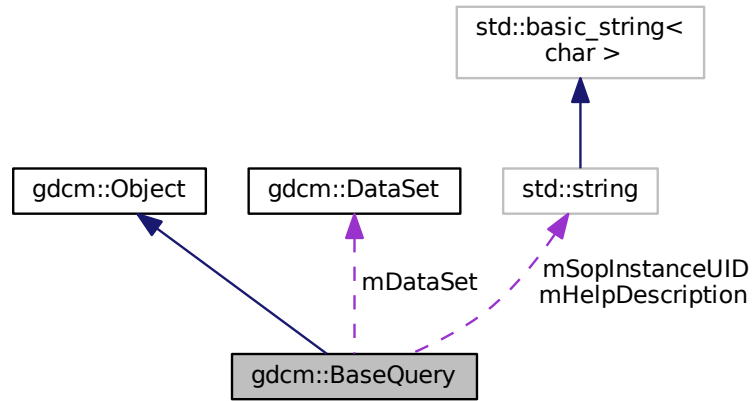 std::basic_string<
char >
gdcm::Object
gdcm::DataSet
std::string
mDataSet
mSopInstanceUID
mHelpDescription
gdcm::BaseQuery